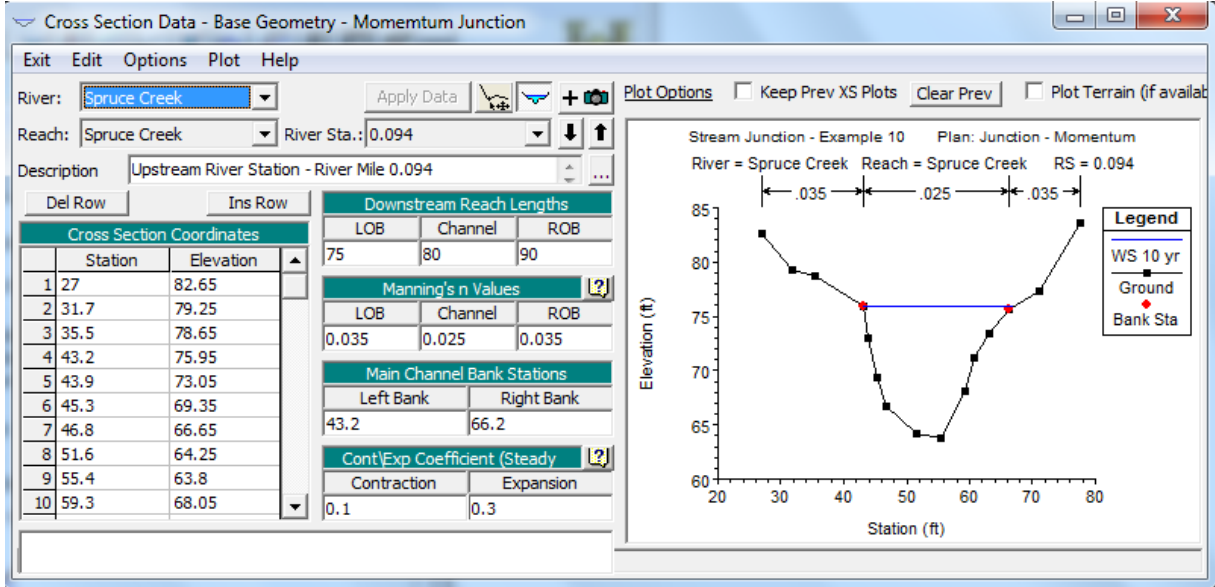 Cross Section Data - Base Geometry - Momemtum Junction
Exit Edit Options Plot Help
River: Spruce Creek Apply Data
Reach: Spruce Creek River Sta.: 0.094
Description Upstream River Station - River Mile 0.094 ...
Del Row Ins Row
Cross Section Coordinates
Station Elevation
1 27 82.65
2 31.7 79.25
3 35.5 78.65
4 43.2 75.95
5 43.9 73.05
6 45.3 69.35
7 46.8 66.65
8 51.6 64.25
9 55.4 63.8
10 59.3 68.05
Downstream Reach Lengths
LOB Channel ROB
75 80 90
Manning's n Values
LOB Channel ROB
0.035 0.025 0.035
Main Channel Bank Stations
Left Bank Right Bank
43.2 66.2
Cont\Exp Coefficient (Steady
Contraction Expansion
0.1 0.3
Plot Options Keep Prev XS Plots Clear Prev Plot Terrain (if availab
Stream Junction - Example 10 Plan: Junction - Momentum
River = Spruce Creek Reach = Spruce Creek RS = 0.094
.035 .025 .035
85
80
75
70
65
60
Elevation (ft)
20 30 40 50 60 70 80
Station (ft)
Legend
WS 10 yr
Ground
Bank Sta